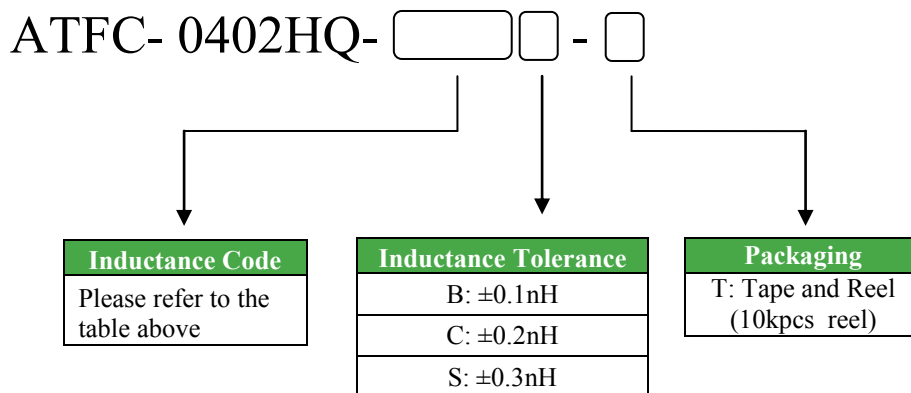 ATFC- 0402HQ- -
Inductance Code
Please refer to the
table above
Inductance Tolerance
B: ±0.1nH
C: ±0.2nH
S: ±0.3nH
Packaging
T: Tape and Reel
(10kpcs reel)